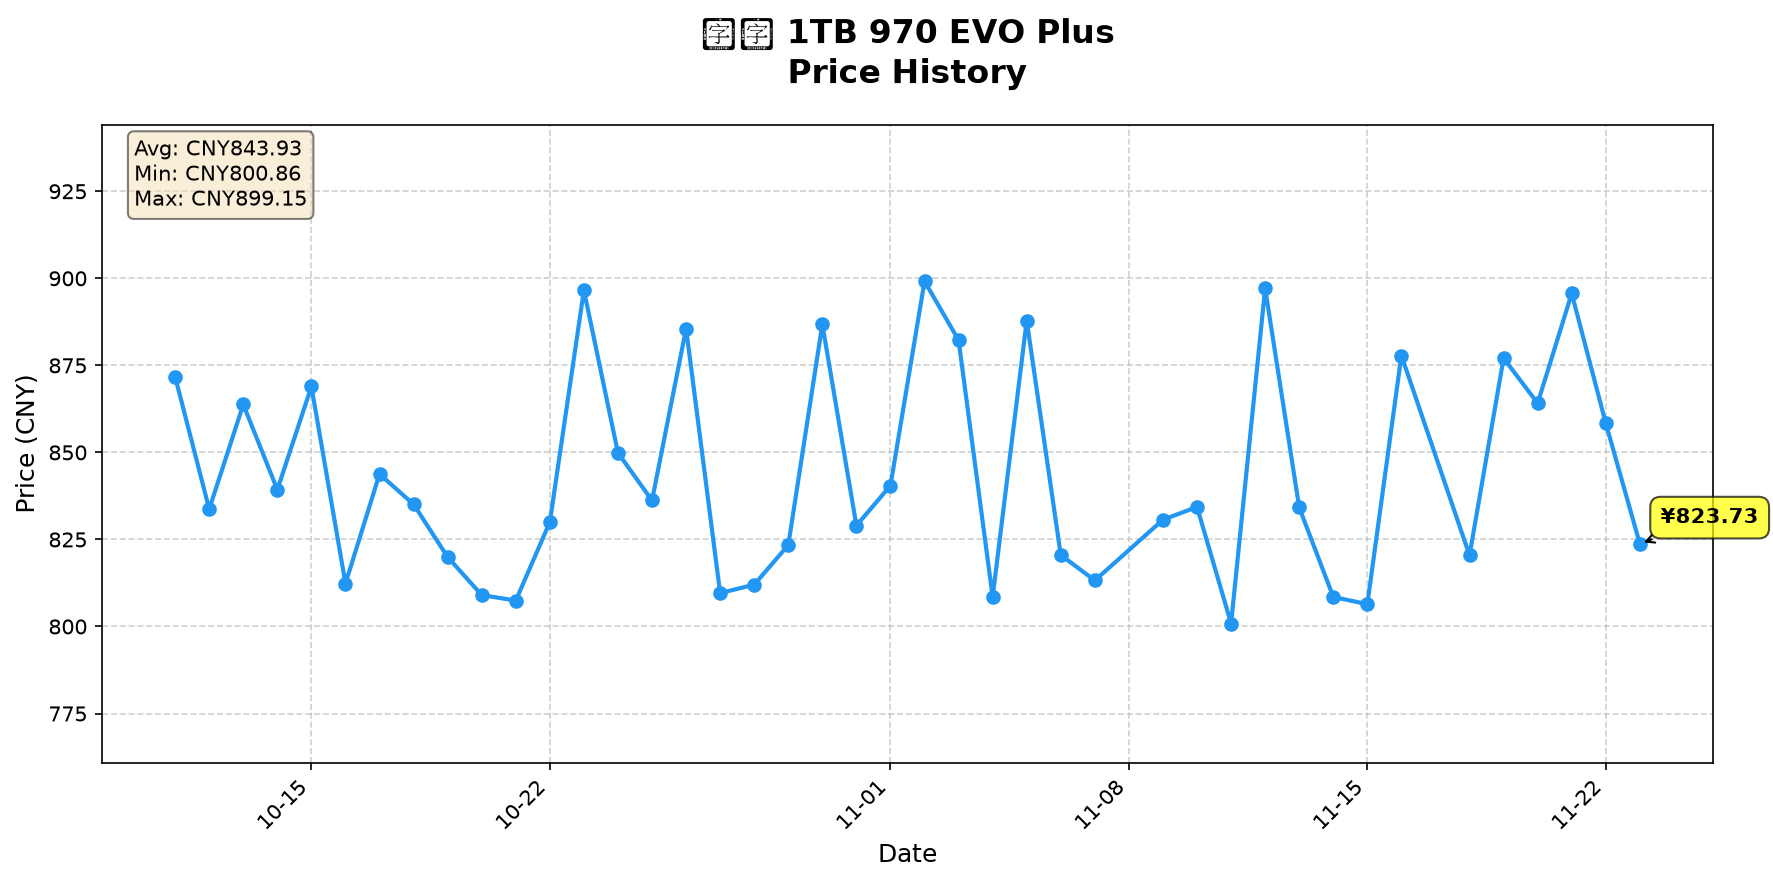 1TB 970 EVO Plus
Price History
Avg: CNY843.93
Min: CNY800.86
Max: CNY899.15
Price (CNY)
925
900
875
850
825
800
775
¥823.73
10-15
10-22
11-01
11-08
11-15
11-22
Date